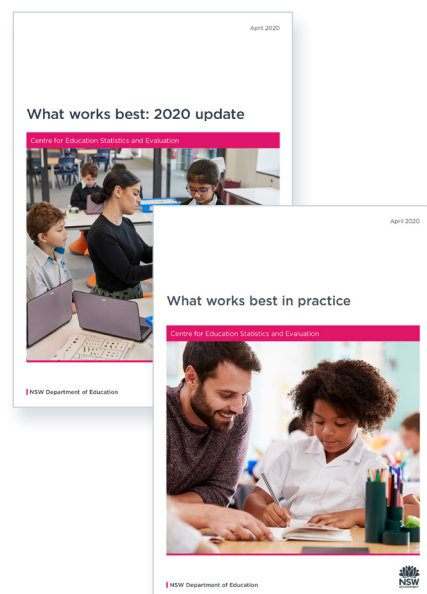 April 2020
What works best: 2020 update
Centre for Education Statistics and Evaluation
NSW Department of Education
April 2020
What works best in practice
Centre for Education Statistics and Evaluation
NSW Department of Education
NSW